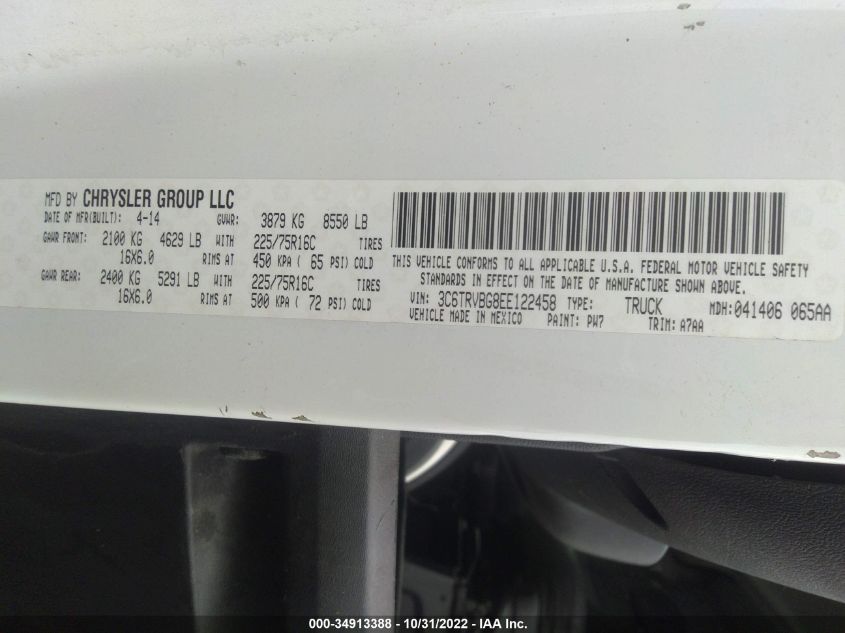 MFD BY CHRYSLER GROUP LLC
DATE OF MFR(BUILT): 4-14 GVWR: 3879 KG 8550 LB
GAWR FRONT: 2100 KG 4629 LB WITH 225/75R16C TIRES
16X6.0 RIMS AT 450 KPA ( 65 PSI) COLD
GAWR REAR: 2400 KG 5291 LB WITH 225/75R16C TIRES
16X6.0 RIMS AT 500 KPA ( 72 PSI) COLD
THIS VEHICLE CONFORMS TO ALL APPLICABLE U.S.A. FEDERAL MOTOR VEHICLE SAFETY
STANDARDS IN EFFECT ON THE DATE OF MANUFACTURE SHOWN ABOVE.
VIN: 3C6TRVBG8EE122458 TYPE: TRUCK MDH:041406 065AA
VEHICLE MADE IN MEXICO PAINT: PW7 TRIM: A7AA
000-34913388 - 10/31/2022 - IAA Inc.